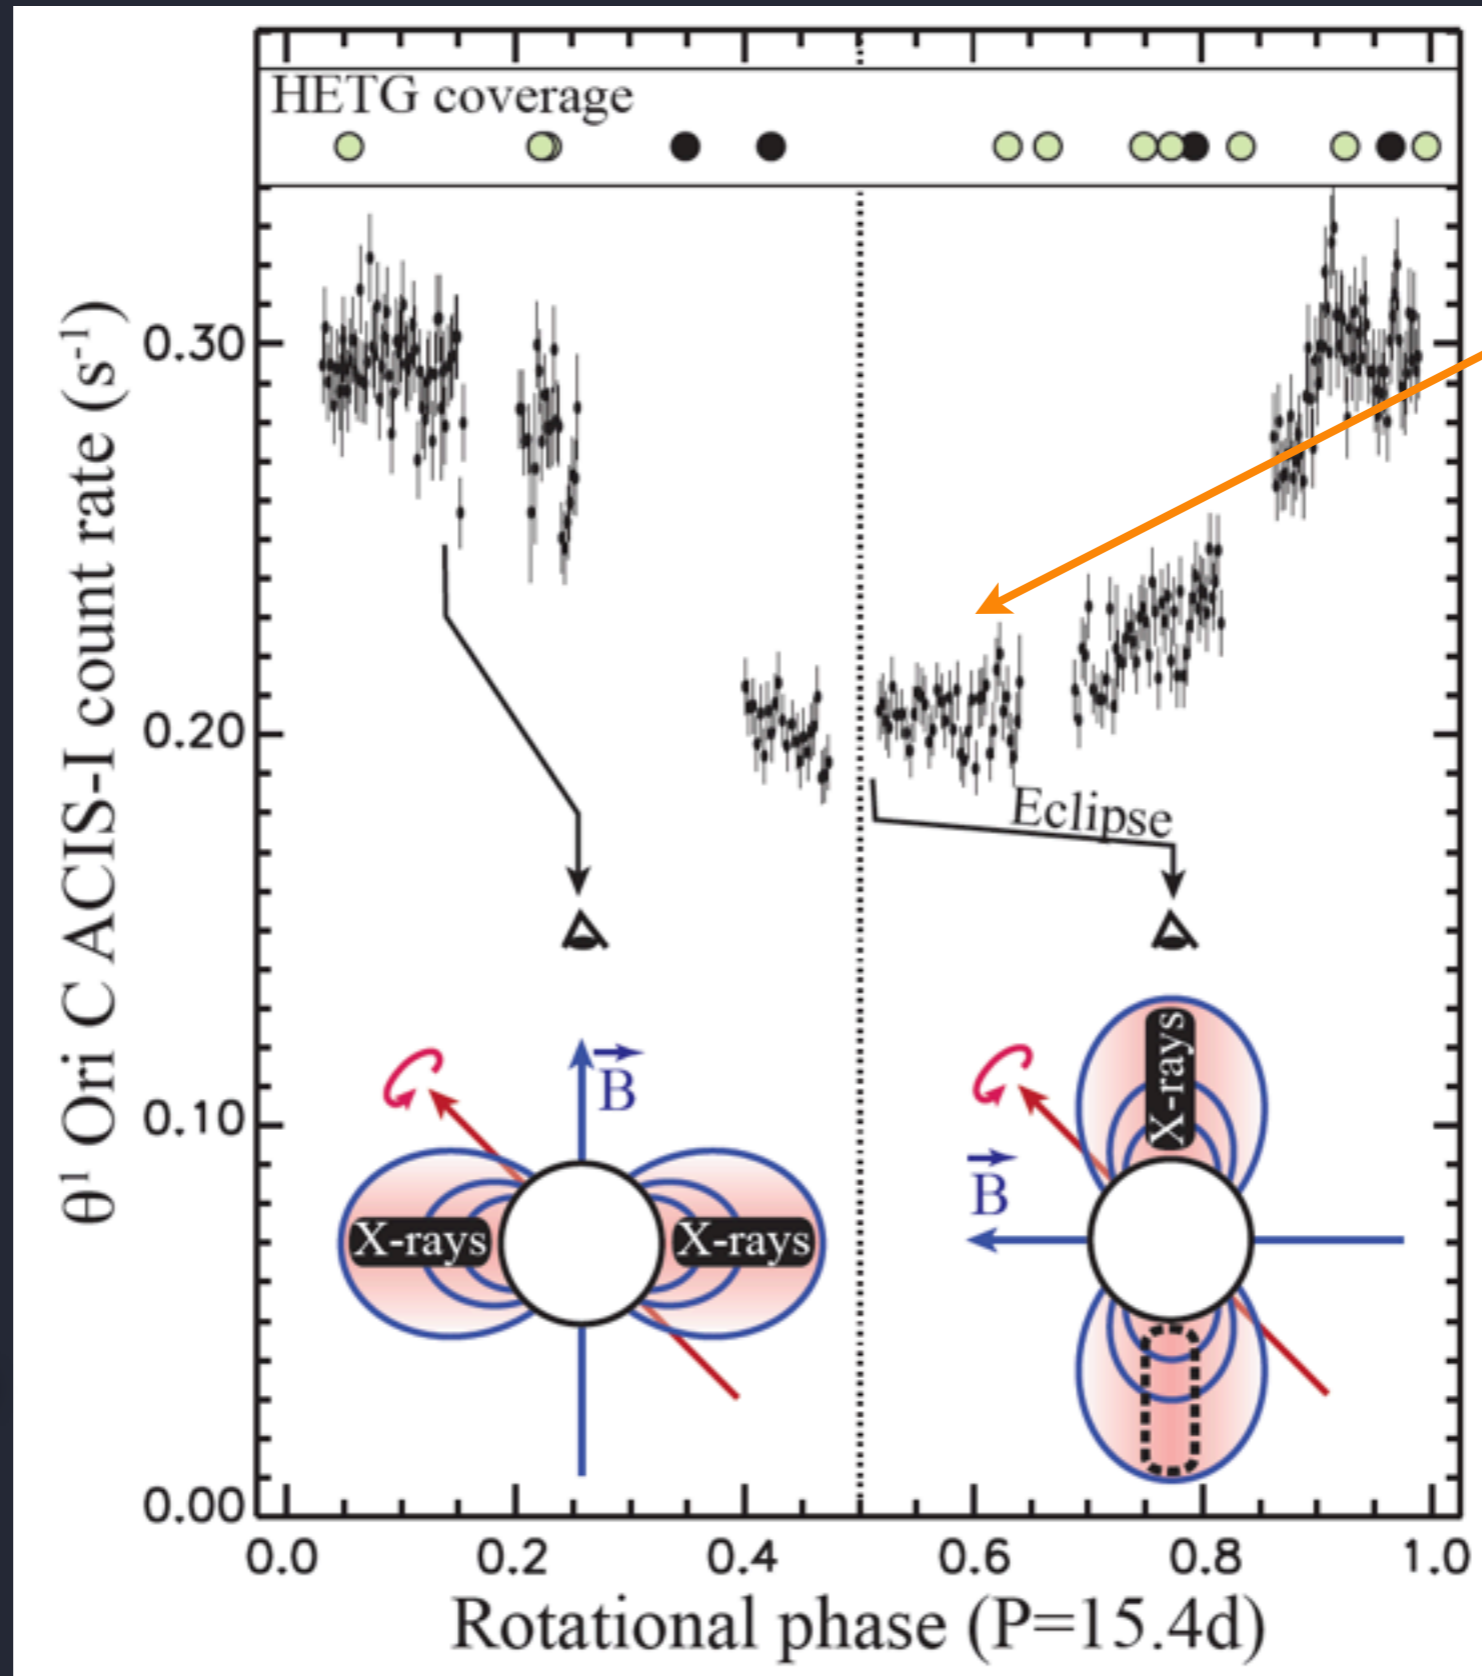 HETG coverage
θ¹ Ori C ACIS-I count rate (s⁻¹)
0.30
0.20
0.10
0.00
Eclipse
B
X-rays
X-rays
X-rays
B
0.0 0.2 0.4 0.6 0.8 1.0
Rotational phase (P=15.4d)